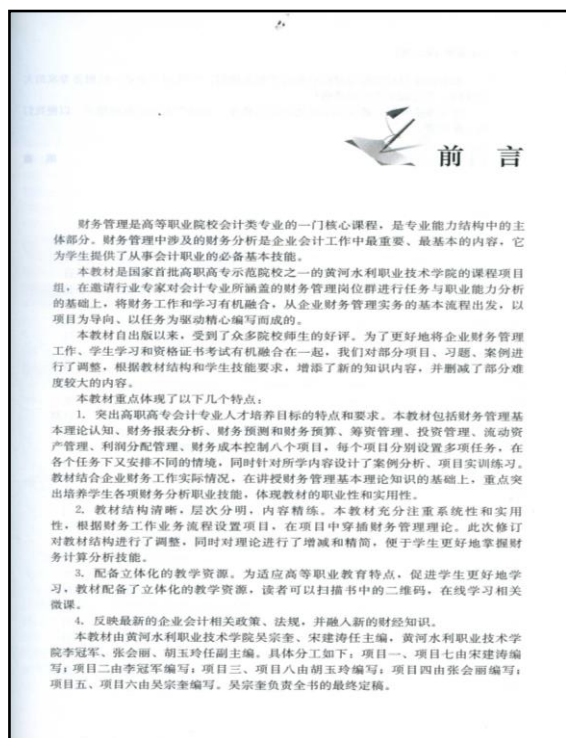 前 言
财务管理是高等职业院校会计类专业的一门核心课程，是专业能力结构中的主
体部分。财务管理中涉及的财务分析是企业会计工作中最重要、最基本的内容，它
为学生提供了从事会计职业的必备基本技能。
本教材是国家首批高职高专示范院校之一的黄河水利职业技术学院的课程项目
组，在邀请行业专家对会计专业所涵盖的财务管理岗位群进行任务与职业能力分析
的基础上，将财务工作和学习有机融合，从企业财务管理实务的基本流程出发，以
项目为导向、以任务为驱动精心编写而成的。
本教材自出版以来，受到了众多院校师生的好评。为了更好地将企业财务管理
工作、学生学习和资格证书考试有机融合在一起，我们对部分项目、习题、案例进
行了调整，根据教材结构和学生技能要求，增添了新的知识内容，并删减了部分难
度较大的内容。
本教材重点体现了以下几个特点：
1. 突出高职高专会计专业人才培养目标的特点和要求。本教材包括财务管理基
本理论认知、财务报表分析、财务预测和财务预算、筹资管理、投资管理、流动资
产管理、利润分配管理、财务成本控制八个项目，每个项目分别设置多项任务，在
各个任务下又安排不同的情境，同时针对所学内容设计了案例分析、项目实训练习。
教材结合企业财务工作实际情况，在讲授财务管理基本理论知识的基础上，重点突
出培养学生各项财务分析职业技能，体现教材的职业性和实用性。
2. 教材结构清晰，层次分明，内容精练。本教材充分注重系统性和实用
性，根据财务工作业务流程设置项目，在项目中穿插财务管理理论。此次修订
对教材结构进行了调整，同时对理论进行了增减和精简，便于学生更好地掌握财
务计算分析技能。
3. 配备立体化的教学资源。为适应高等职业教育特点，促进学生更好地学
习，教材配备了立体化的教学资源，读者可以扫描书中的二维码，在线学习相关
微课。
4. 反映最新的企业会计相关政策、法规，并融入新的财经知识。
本教材由黄河水利职业技术学院吴宗奎、宋建涛任主编，黄河水利职业技术学
院李冠军、张会丽、胡玉玲任副主编。具体分工如下：项目一、项目七由宋建涛编
写；项目二由李冠军编写；项目三、项目八由胡玉玲编写；项目四由张会丽编写；
项目五、项目六由吴宗奎编写。吴宗奎负责全书的最终定稿。